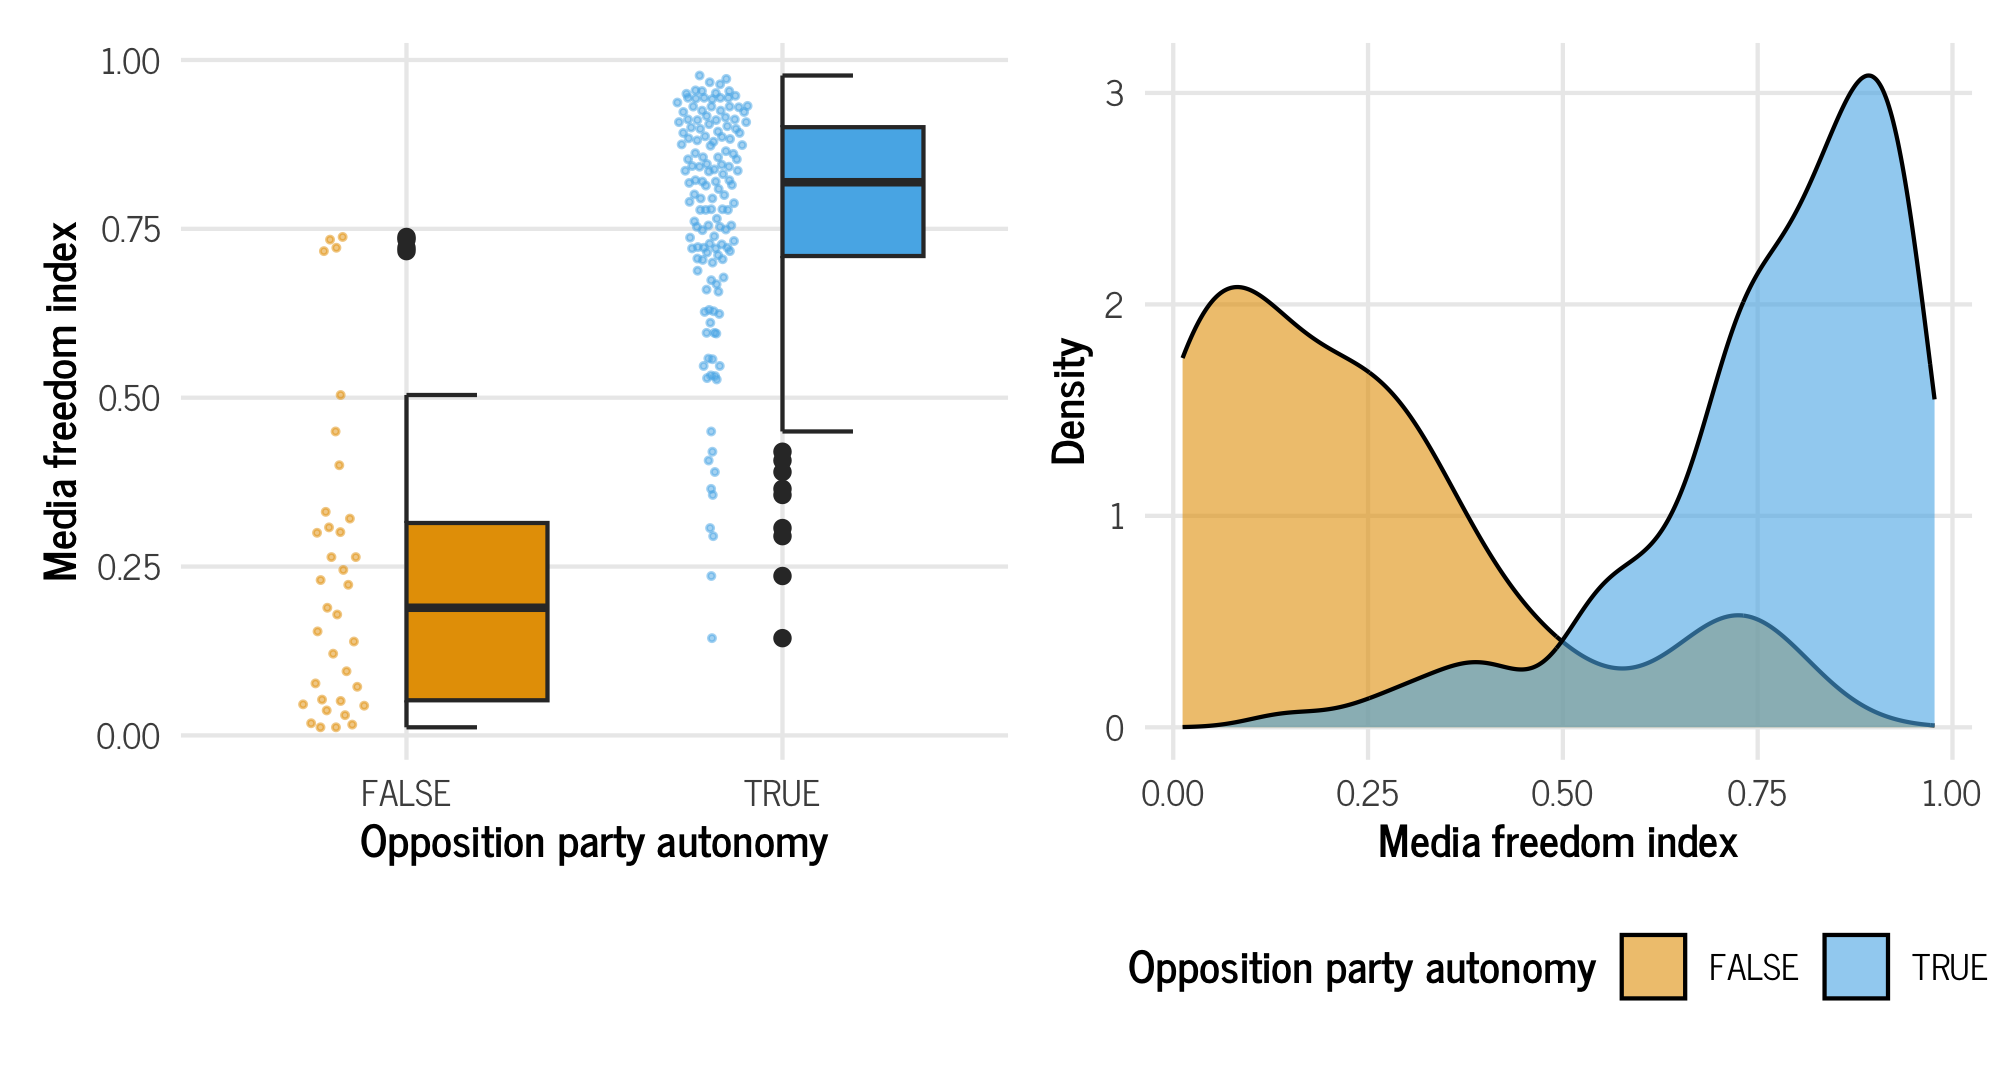 1.00
0.75
0.50
0.25
0.00
Media freedom index
FALSE TRUE
Opposition party autonomy
3
2
1
0
Density
0.00 0.25 0.50 0.75 1.00
Media freedom index
Opposition party autonomy FALSE TRUE